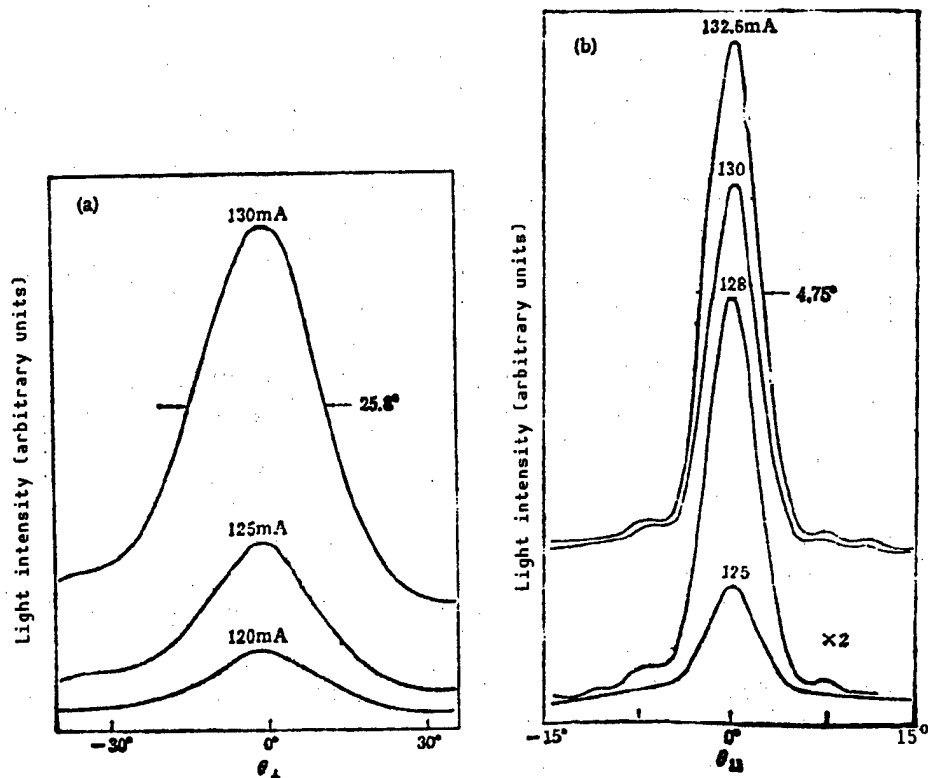 (a)
130mA
25.8°
125mA
120mA
Light intensity (arbitrary units)
−30°
0°
30°
θ⊥
(b)
132.5mA
130
4.75°
128
125
×2
Light intensity (arbitrary units)
−15°
0°
15°
θ